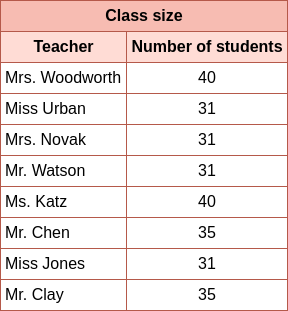 Class size
Teacher Number of students
Mrs. Woodworth 40
Miss Urban 31
Mrs. Novak 31
Mr. Watson 31
Ms. Katz 40
Mr. Chen 35
Miss Jones 31
Mr. Clay 35